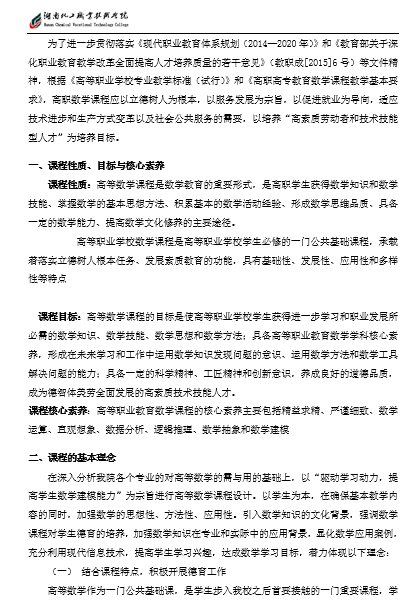 湖南化工职业技术学院
Hunan Chemical Vocational Technology College
为了进一步贯彻落实《现代职业教育体系规划（2014—2020年）》和《教育部关于深
化职业教育教学改革全面提高人才培养质量的若干意见》（教职成[2015]6号）等文件精
神，根据《高等职业学校专业教学标准（试行）》和《高职高专教育数学课程教学基本要
求》，高职数学课程应以立德树人为根本，以服务发展为宗旨，以促进就业为导向，适应
技术进步和生产方式变革以及社会公共服务的需要，以培养“高素质劳动者和技术技能
型人才”为培养目标。
一、课程性质、目标与核心素养
课程性质：高等数学课程是数学教育的重要形式，是高职学生获得数学知识和数学
技能、掌握数学的基本思想方法、积累基本的数学活动经验、形成数学思维品质、具备
一定的数学能力、提高数学文化修养的主要途径。
高等职业学校数学课程是高等职业学校学生必修的一门公共基础课程，承载
着落实立德树人根本任务、发展素质教育的功能，具有基础性、发展性、应用性和多样
性等特点
课程目标：高等数学课程的目标是使高等职业学校学生获得进一步学习和职业发展所
必需的数学知识、数学技能、数学思想和数学方法；具备高等职业教育数学学科核心素
养，形成在未来学习和工作中运用数学知识发现问题的意识、运用数学方法和数学工具
解决问题的能力；具备一定的科学精神、工匠精神和创新意识，养成良好的道德品质，
成为德智体美劳全面发展的高素质技术技能人才。
课程核心素养：高等职业教育数学课程的核心素养主要包括精益求精、严谨细致、数学
运算、直观想象、数据分析、逻辑推理、数学抽象和数学建模
二、课程的基本理念
在深入分析我院各个专业的对高等数学的需与用的基础上，以“驱动学习动力，提
高学生数学建模能力”为宗旨进行高等数学课程设计。以学生为本，在确保基本教学内
容的同时，加强数学的思想性、方法性、应用性。引入数学知识的文化背景，强调数学
课程对学生德育的培养，加强数学知识在专业和实际中的应用背景，显化数学应用案例，
充分利用现代信息技术，提高学生学习兴趣，达成数学学习目标，着力体现以下理念：
（一） 结合课程特点，积极开展德育工作
高等数学作为一门公共基础课，是学生步入我校之后首要接触的一门重要课程，学